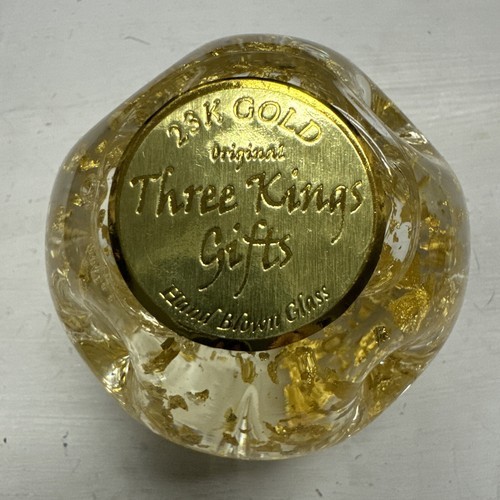 23K GOLD
Original
Three Kings
Gifts
Hand Blown Glass